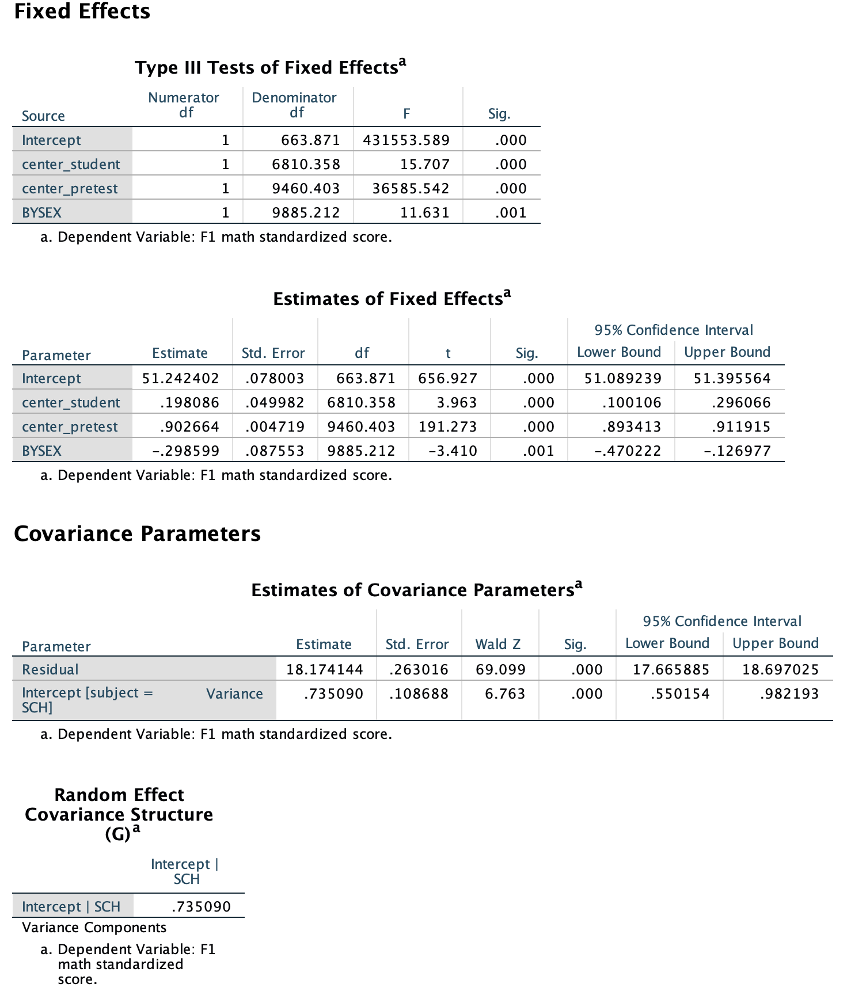 Fixed Effects
Type III Tests of Fixed Effects^a
Source Numerator df Denominator df F Sig.
Intercept 1 663.871 431553.589 .000
center_student 1 6810.358 15.707 .000
center_pretest 1 9460.403 36585.542 .000
BYSEX 1 9885.212 11.631 .001
a. Dependent Variable: F1 math standardized score.
Estimates of Fixed Effects^a
95% Confidence Interval
Parameter Estimate Std. Error df t Sig. Lower Bound Upper Bound
Intercept 51.242402 .078003 663.871 656.927 .000 51.089239 51.395564
center_student .198086 .049982 6810.358 3.963 .000 .100106 .296066
center_pretest .902664 .004719 9460.403 191.273 .000 .893413 .911915
BYSEX -.298599 .087553 9885.212 -3.410 .001 -.470222 -.126977
a. Dependent Variable: F1 math standardized score.
Covariance Parameters
Estimates of Covariance Parameters^a
95% Confidence Interval
Parameter Estimate Std. Error Wald Z Sig. Lower Bound Upper Bound
Residual 18.174144 .263016 69.099 .000 17.665885 18.697025
Intercept [subject = Variance .735090 .108688 6.763 .000 .550154 .982193
SCH]
a. Dependent Variable: F1 math standardized score.
Random Effect
Covariance Structure
(G)^a
Intercept |
SCH
Intercept | SCH .735090
Variance Components
a. Dependent Variable: F1
math standardized
score.